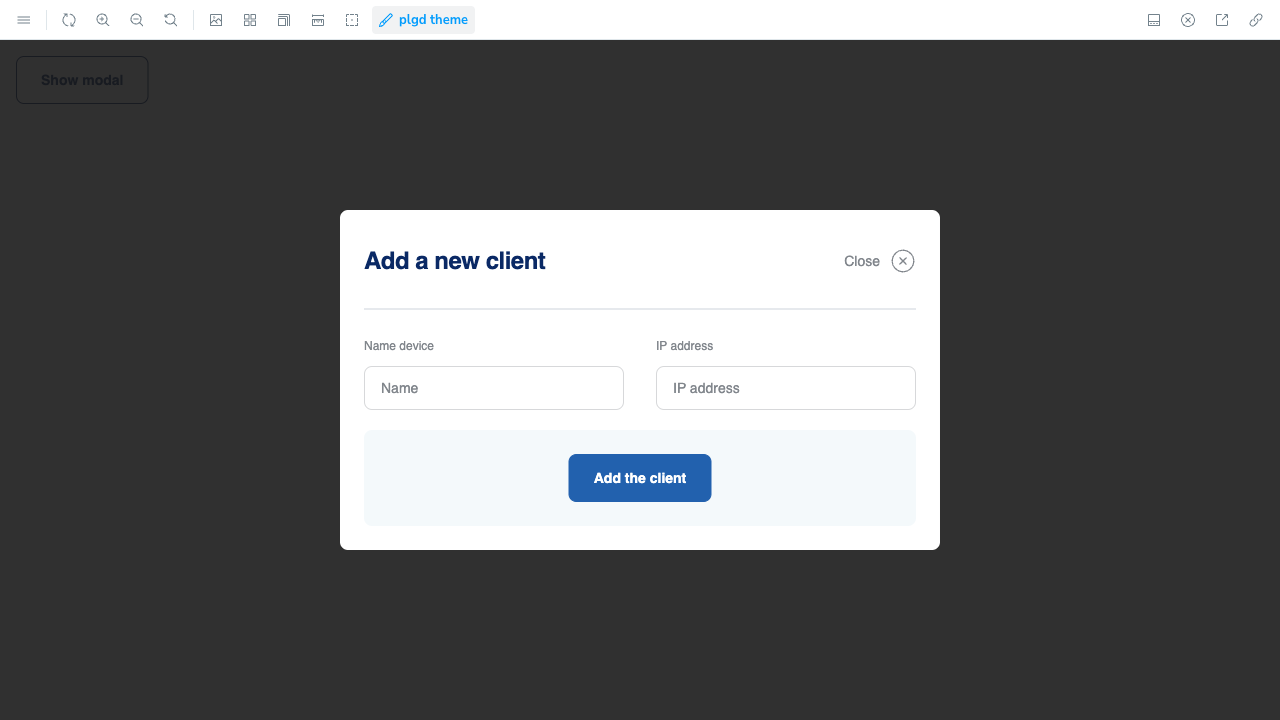 plgd theme
Show modal
Add a new client
Close
Name device
IP address
Name
IP address
Add the client